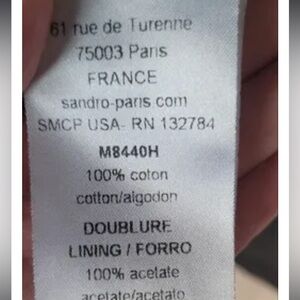 61 rue de Turenne
75003 Paris
FRANCE
sandro-paris com
SMCP USA- RN 132784
M8440H
100% coton
cotton/algodon
DOUBLURE
LINING / FORRO
100% acetate
acetate/acetato